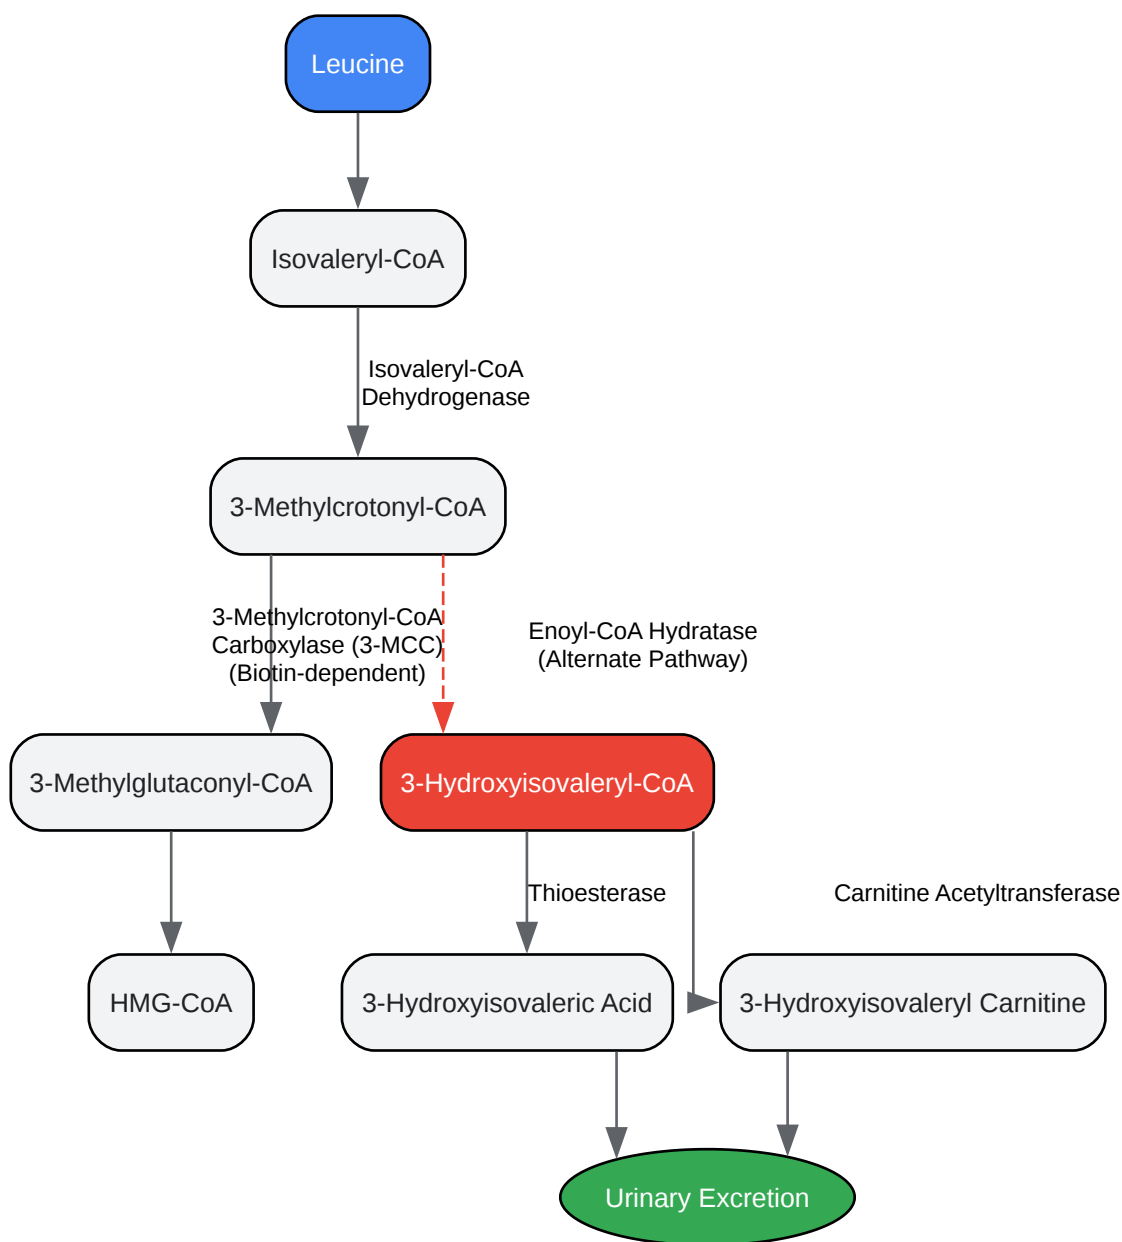 Leucine
Isovaleryl-CoA
Isovaleryl-CoA
Dehydrogenase
3-Methylcrotonyl-CoA
3-Methylcrotonyl-CoA
Carboxylase (3-MCC)
(Biotin-dependent)
Enoyl-CoA Hydratase
(Alternate Pathway)
3-Methylglutaconyl-CoA
3-Hydroxyisovaleryl-CoA
Thioesterase
Carnitine Acetyltransferase
HMG-CoA
3-Hydroxyisovaleric Acid
3-Hydroxyisovaleryl Carnitine
Urinary Excretion